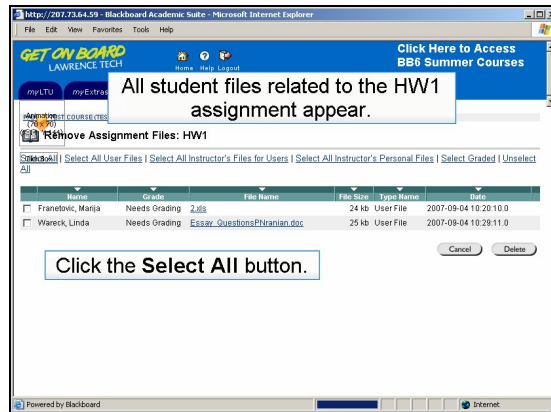 http://207.73.64.59 - Blackboard Academic Suite - Microsoft Internet Explorer
File Edit View Favorites Tools Help
GET ON BOARD
LAWRENCE TECH
Home Help Logout
Click Here to Access
BB6 Summer Courses
myLTU myExtras
All student files related to the HW1
assignment appear.
Animation
COURSE
Remove Assignment Files: HW1
Select All | Select All User Files | Select All Instructor's Files for Users | Select All Instructor's Personal Files | Select Graded | Unselect
All
Name Grade File Name File Size Type Name Date
Franetovic, Marija Needs Grading 2.xls 24 kb User File 2007-09-04 10:20:10.0
Wareck, Linda Needs Grading Essay_QuestionsPNranian.doc 25 kb User File 2007-09-04 10:29:11.0
Cancel Delete
Click the Select All button.
Powered by Blackboard Internet